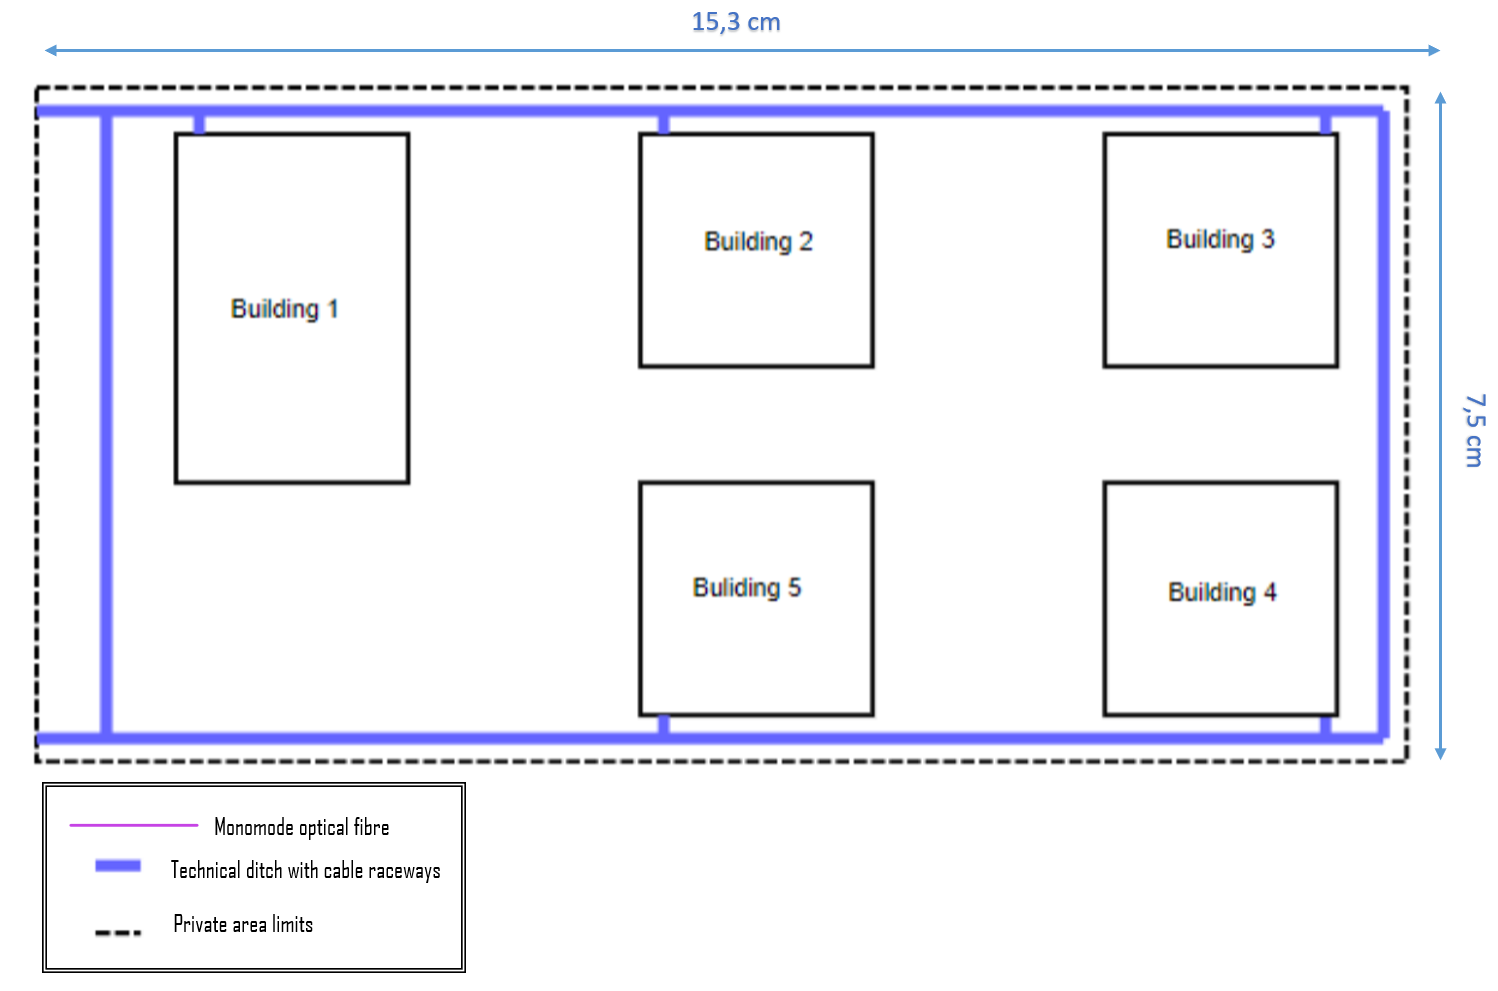 15,3 cm
Building 1
Building 2
Building 3
7,5 cm
Buliding 5
Building 4
Monomode optical fibre
Technical ditch with cable raceways
Private area limits